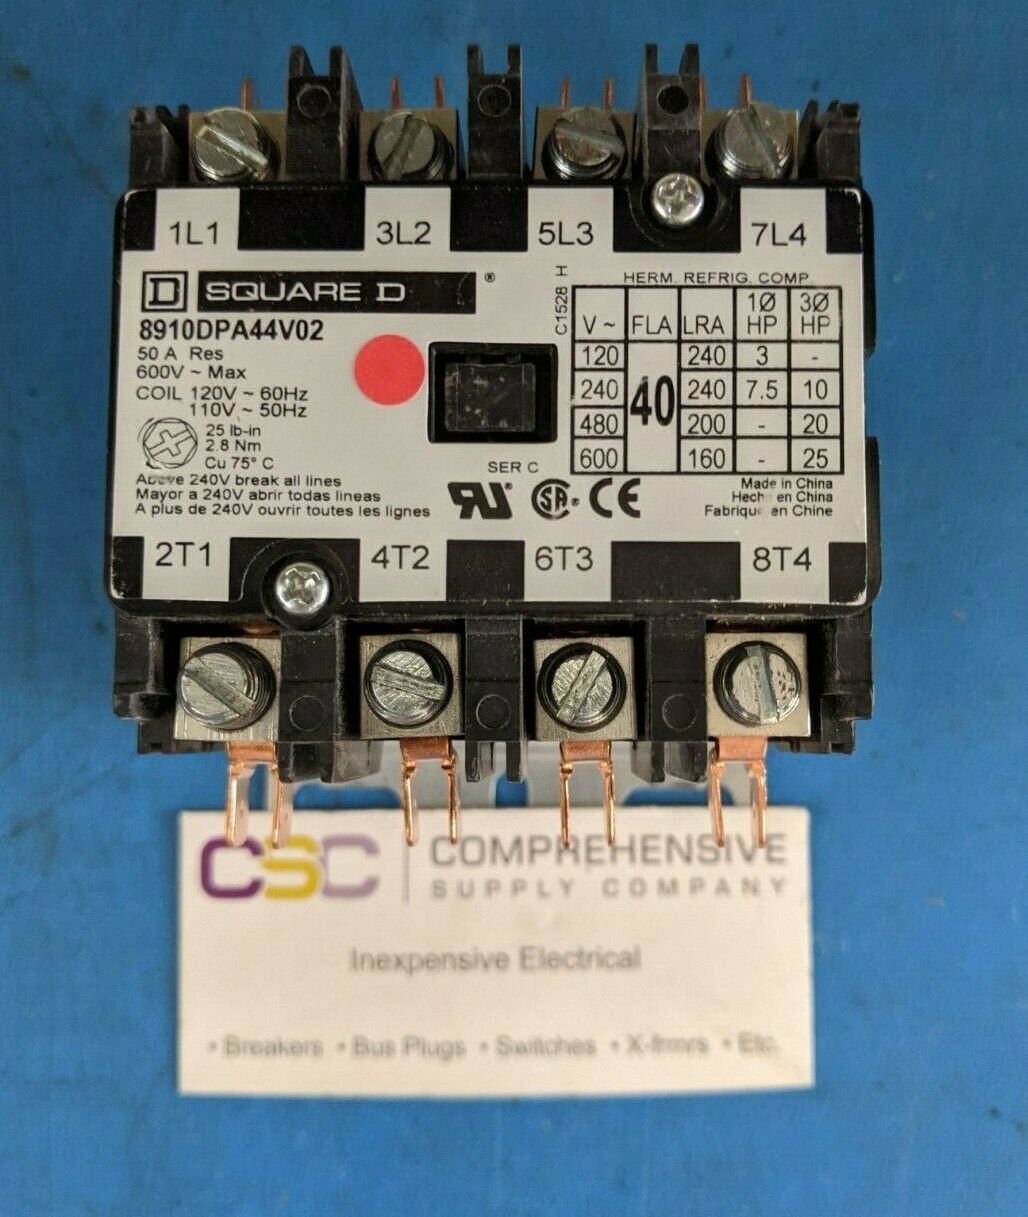 1L1 3L2 5L3 7L4
D SQUARE D ®
8910DPA44V02
50 A Res
600V ~ Max
COIL 120V ~ 60Hz
110V ~ 50Hz
25 lb-in
2.8 Nm
Cu 75° C
Above 240V break all lines
Mayor a 240V abrir todas lineas
A plus de 240V ouvrir toutes les lignes
C1528 H
HERM. REFRIG. COMP.
V ~ FLA LRA 1Ø HP 3Ø HP
120 40 240 3 -
240 240 7.5 10
480 200 - 20
600 160 - 25
SER C
RU SA ® CE
Made in China
Hecho en China
Fabrique en Chine
2T1 4T2 6T3 8T4
CSC COMPREHENSIVE
SUPPLY COMPANY
Inexpensive Electrical
• Breakers • Bus Plugs • Switches • X-frmrs • Etc.